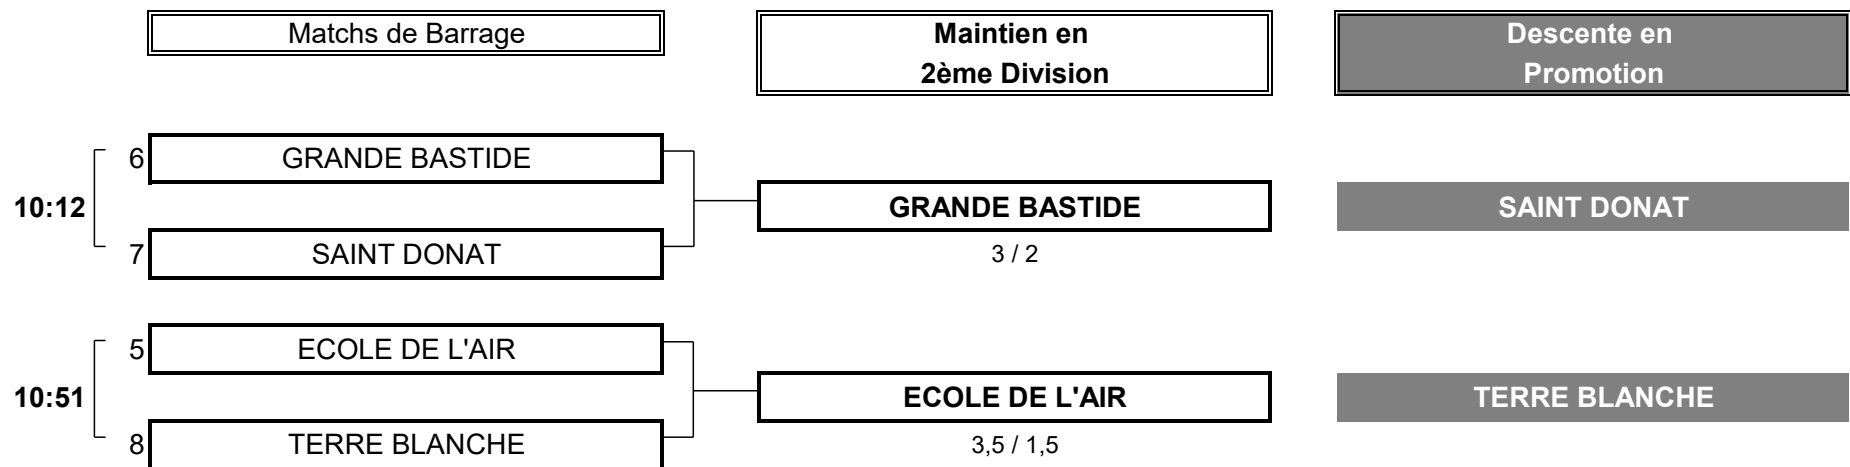 Matchs de Barrage
Maintien en
2ème Division
Descente en
Promotion
6 GRANDE BASTIDE
10:12
GRANDE BASTIDE
SAINT DONAT
7 SAINT DONAT
3 / 2
5 ECOLE DE L'AIR
10:51
ECOLE DE L'AIR
TERRE BLANCHE
8 TERRE BLANCHE
3,5 / 1,5